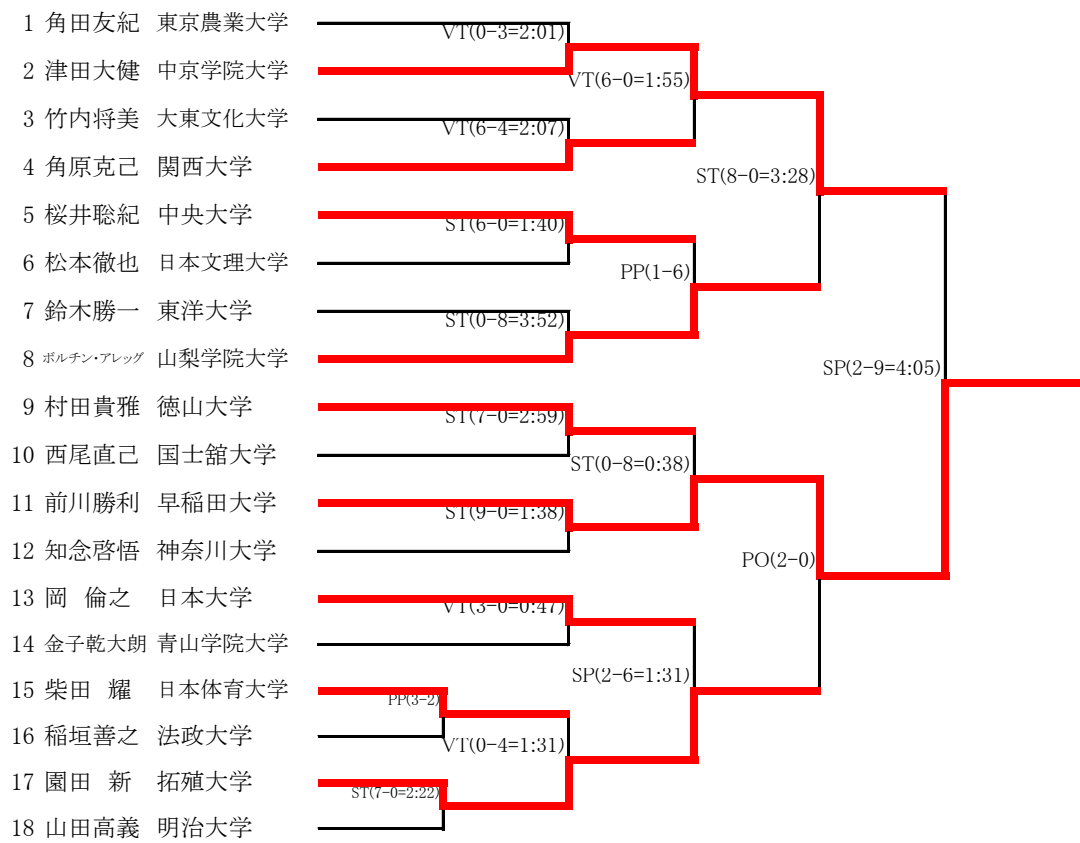 1 角田友紀 東京農業大学
2 津田大健 中京学院大学
3 竹内将美 大東文化大学
4 角原克己 関西大学
5 桜井聡紀 中央大学
6 松本徹也 日本文理大学
7 鈴木勝一 東洋大学
8 ボルチン・アレッグ 山梨学院大学
9 村田貴雅 徳山大学
10 西尾直己 国士舘大学
11 前川勝利 早稲田大学
12 知念啓悟 神奈川大学
13 岡 倫之 日本大学
14 金子乾大朗 青山学院大学
15 柴田 耀 日本体育大学
16 稲垣善之 法政大学
17 園田 新 拓殖大学
18 山田高義 明治大学
VT(0-3=2:01)
VT(6-4=2:07)
ST(6-0=1:40)
ST(0-8=3:52)
ST(7-0=2:59)
ST(9-0=1:38)
VT(3-0=0:47)
PP(3-2)
VT(0-4=1:31)
ST(7-0=2:22)
VT(6-0=1:55)
PP(1-6)
ST(0-8=0:38)
SP(2-6=1:31)
ST(8-0=3:28)
PO(2-0)
SP(2-9=4:05)